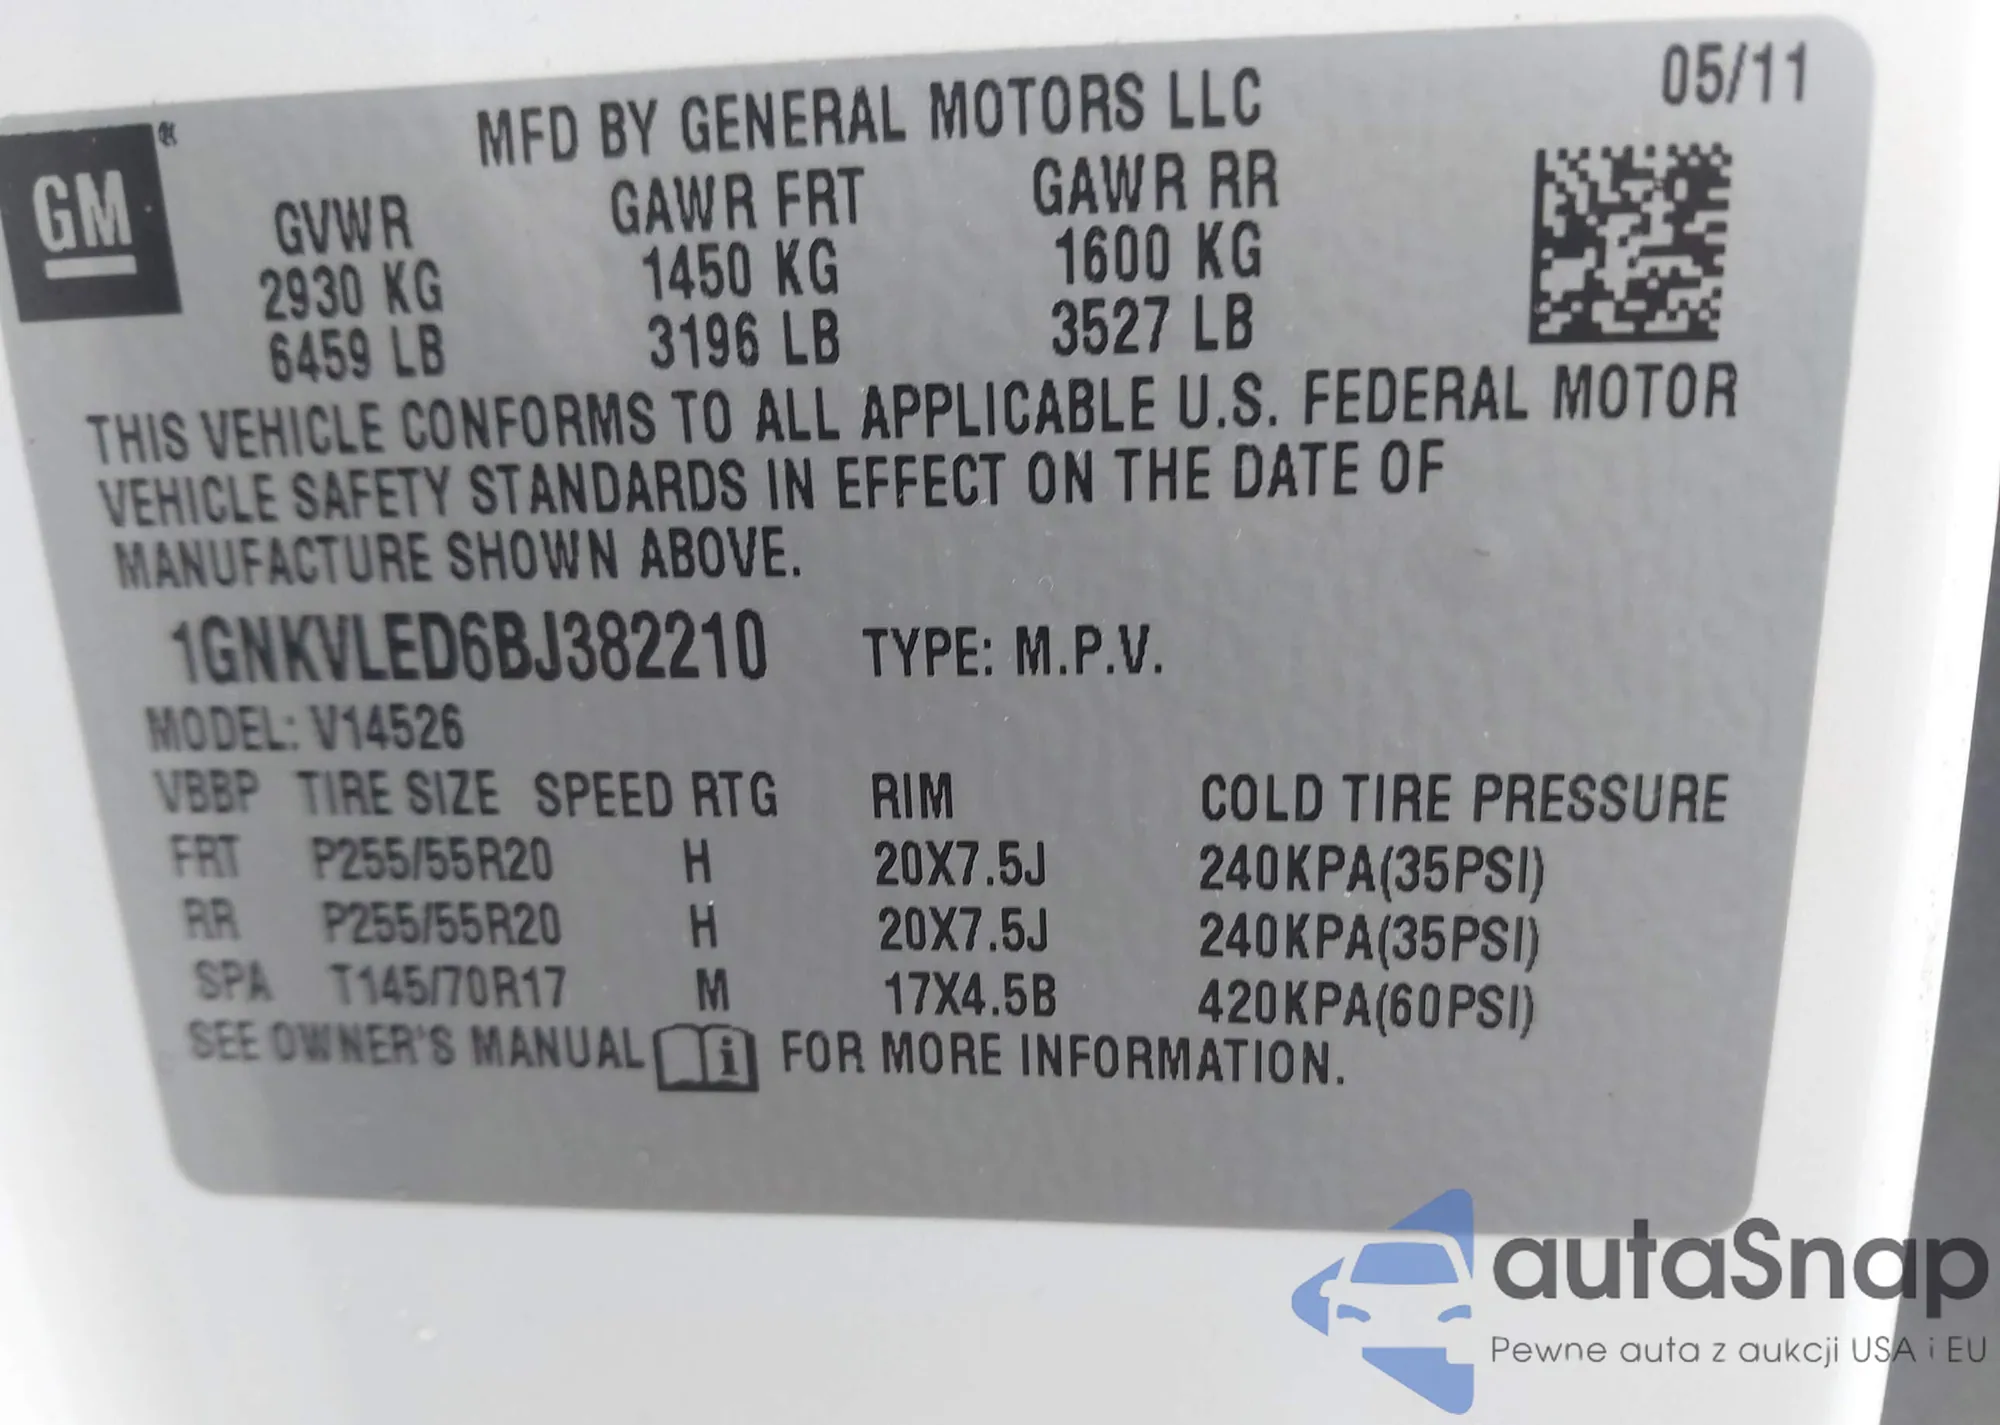 05/11
MFD BY GENERAL MOTORS LLC
GM
GVWR GAWR FRT GAWR RR
2930 KG 1450 KG 1600 KG
6459 LB 3196 LB 3527 LB
THIS VEHICLE CONFORMS TO ALL APPLICABLE U.S. FEDERAL MOTOR
VEHICLE SAFETY STANDARDS IN EFFECT ON THE DATE OF
MANUFACTURE SHOWN ABOVE.
1GNKVLED6BJ382210 TYPE: M.P.V.
MODEL: V14526
VBBP TIRE SIZE SPEED RTG RIM COLD TIRE PRESSURE
FRT P255/55R20 H 20X7.5J 240KPA(35PSI)
RR P255/55R20 H 20X7.5J 240KPA(35PSI)
SPA T145/70R17 M 17X4.5B 420KPA(60PSI)
SEE OWNER'S MANUAL i FOR MORE INFORMATION.
autaSnap
Pewne auta z aukcji USA i EU